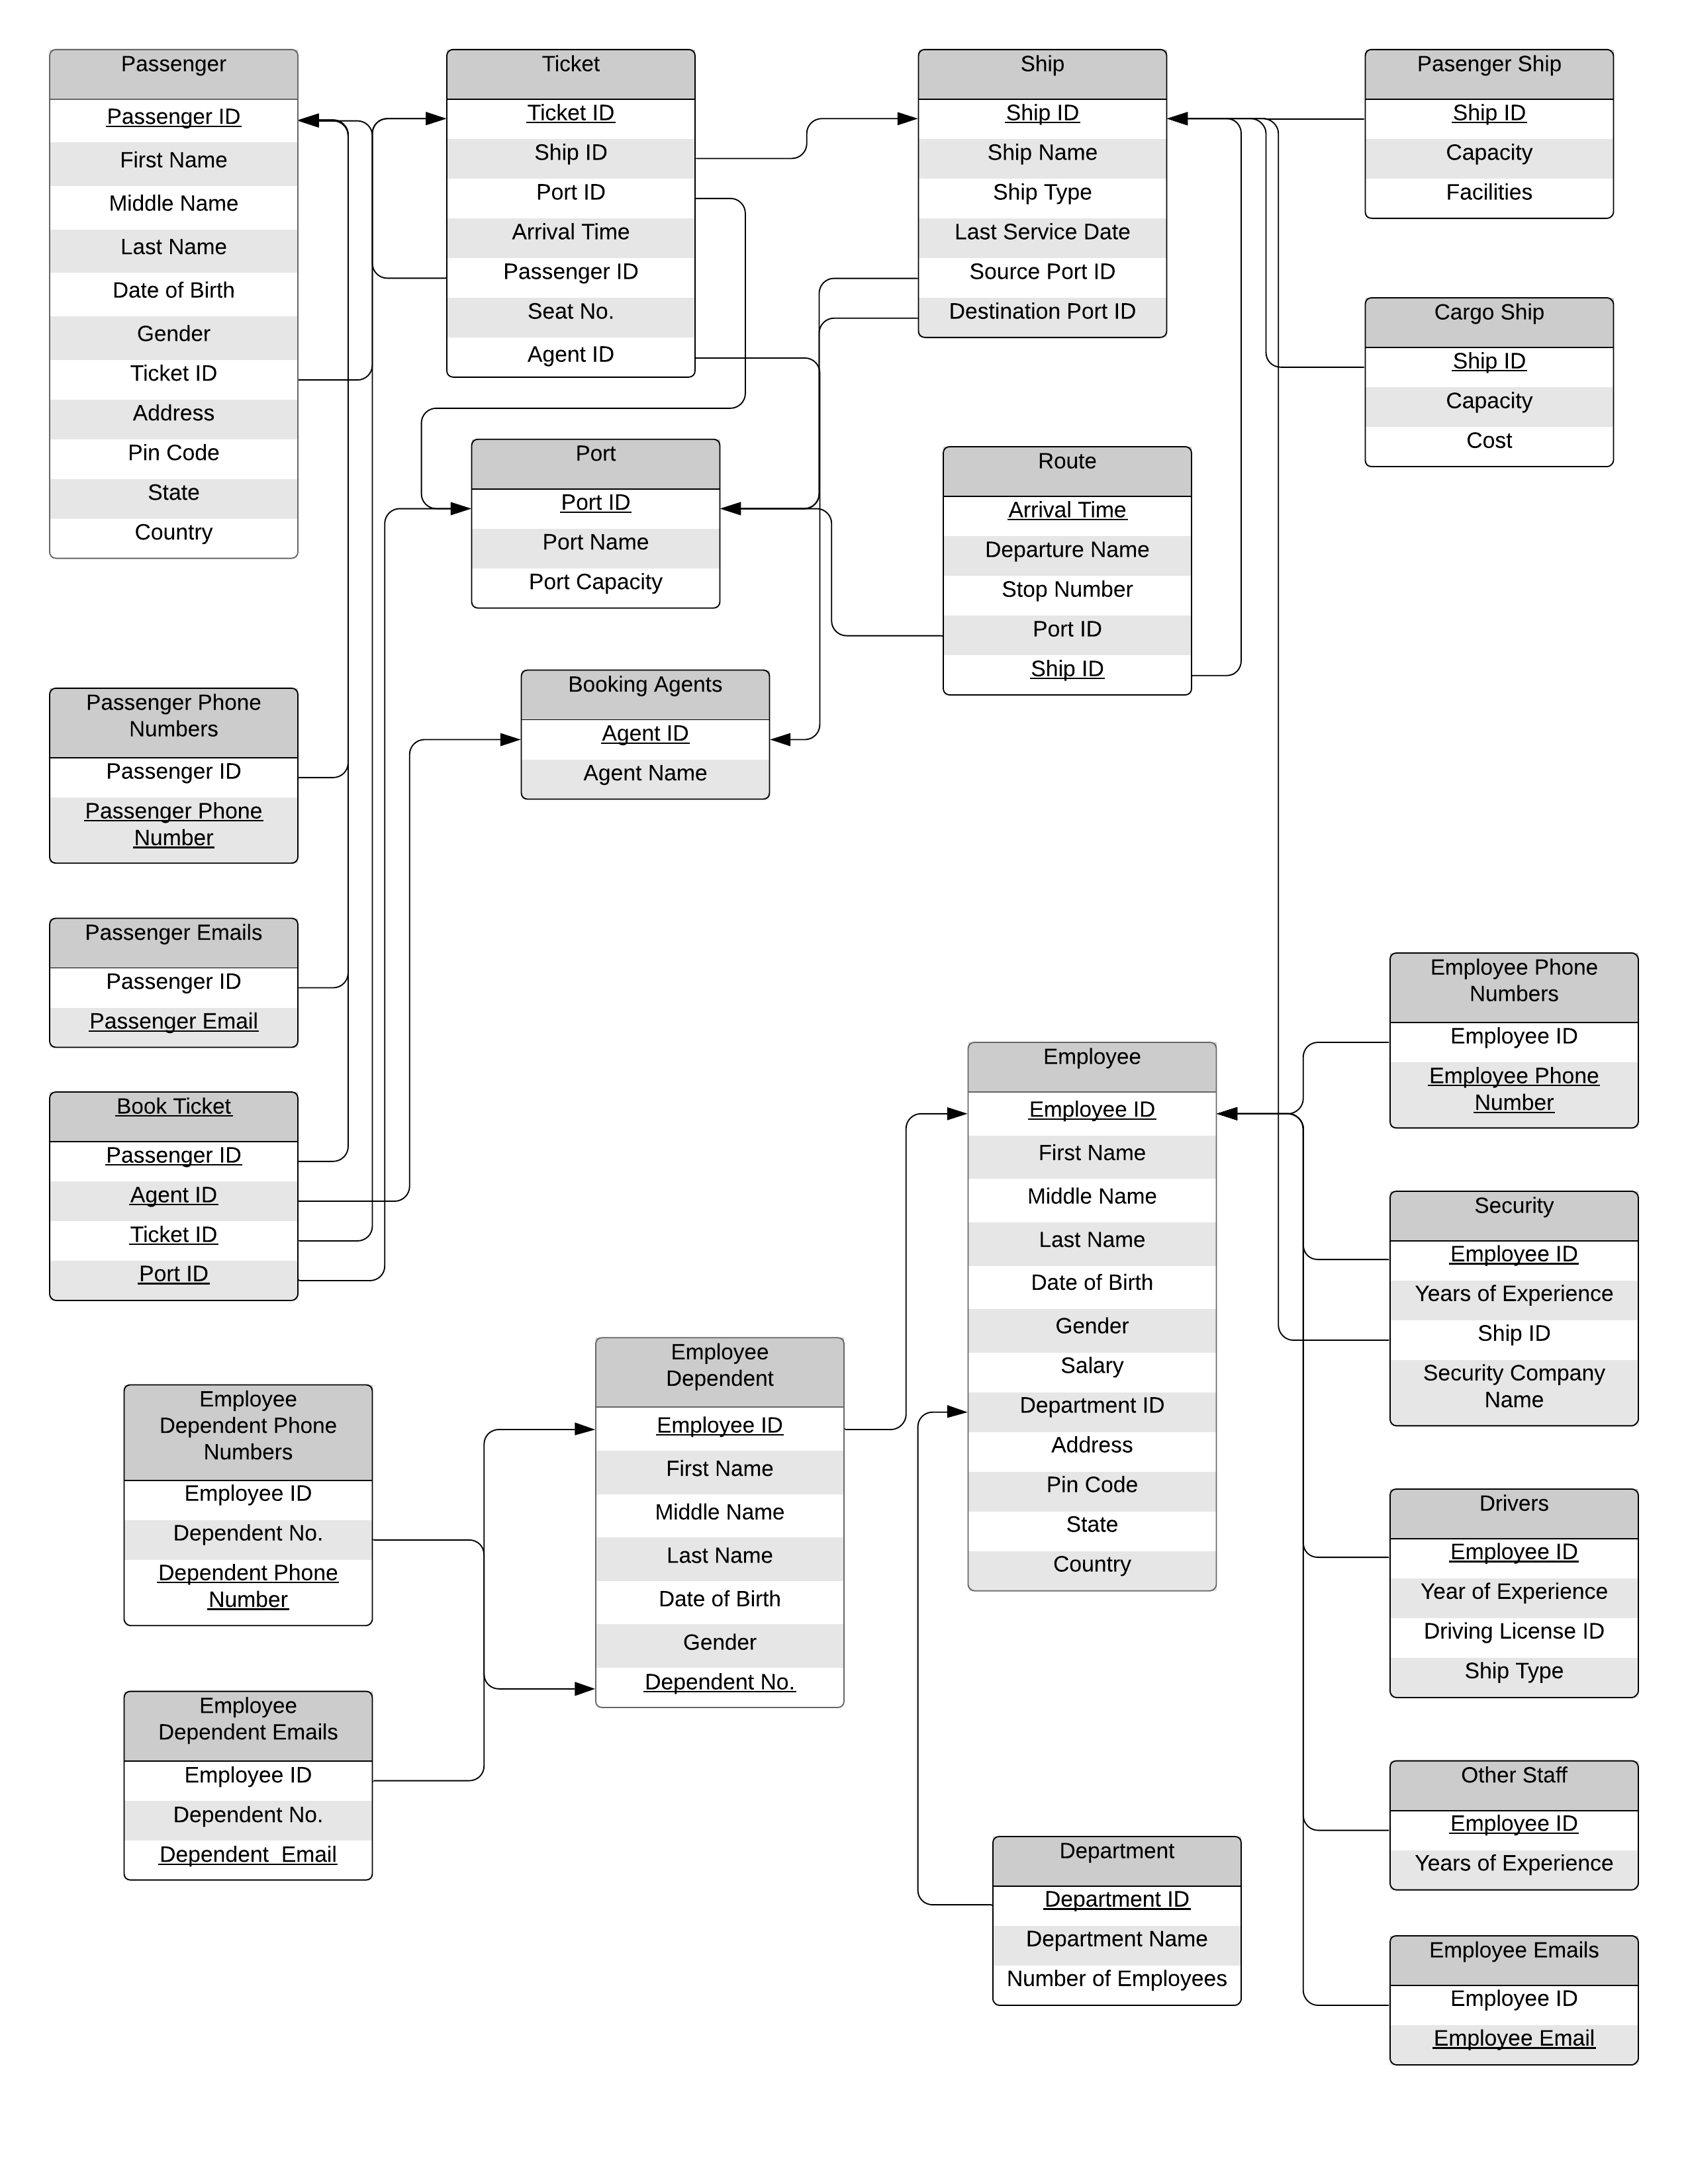 Passenger
Passenger ID
First Name
Middle Name
Last Name
Date of Birth
Gender
Ticket ID
Address
Pin Code
State
Country
Ticket
Ticket ID
Ship ID
Port ID
Arrival Time
Passenger ID
Seat No.
Agent ID
Ship
Ship ID
Ship Name
Ship Type
Last Service Date
Source Port ID
Destination Port ID
Pasenger Ship
Ship ID
Capacity
Facilities
Cargo Ship
Ship ID
Capacity
Cost
Port
Port ID
Port Name
Port Capacity
Route
Arrival Time
Departure Name
Stop Number
Port ID
Ship ID
Booking Agents
Agent ID
Agent Name
Passenger Phone
Numbers
Passenger ID
Passenger Phone
Number
Passenger Emails
Passenger ID
Passenger Email
Book Ticket
Passenger ID
Agent ID
Ticket ID
Port ID
Employee
Employee ID
First Name
Middle Name
Last Name
Date of Birth
Gender
Salary
Department ID
Address
Pin Code
State
Country
Employee Phone
Numbers
Employee ID
Employee Phone
Number
Security
Employee ID
Years of Experience
Ship ID
Security Company
Name
Employee
Dependent
Employee ID
First Name
Middle Name
Last Name
Date of Birth
Gender
Dependent No.
Employee
Dependent Phone
Numbers
Employee ID
Dependent No.
Dependent Phone
Number
Drivers
Employee ID
Year of Experience
Driving License ID
Ship Type
Employee
Dependent Emails
Employee ID
Dependent No.
Dependent  Email
Other Staff
Employee ID
Years of Experience
Department
Department ID
Department Name
Number of Employees
Employee Emails
Employee ID
Employee Email